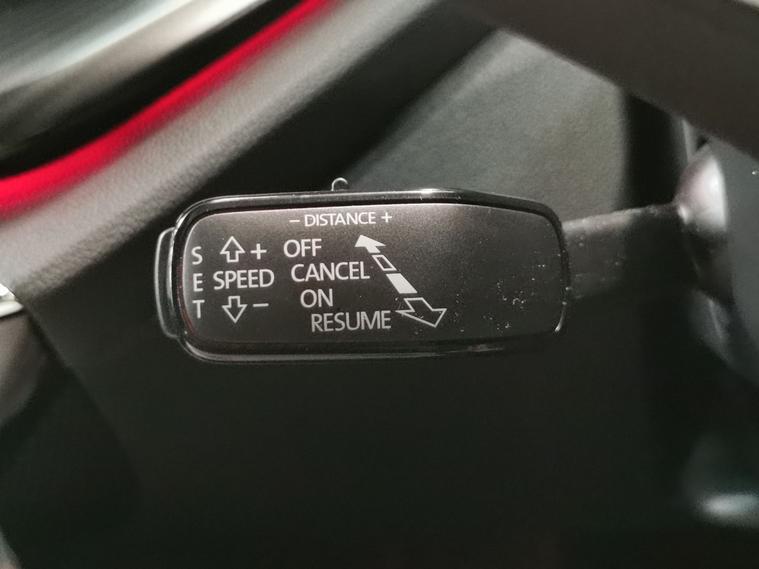 − DISTANCE +
S E T
+ OFF
SPEED CANCEL
− ON
RESUME